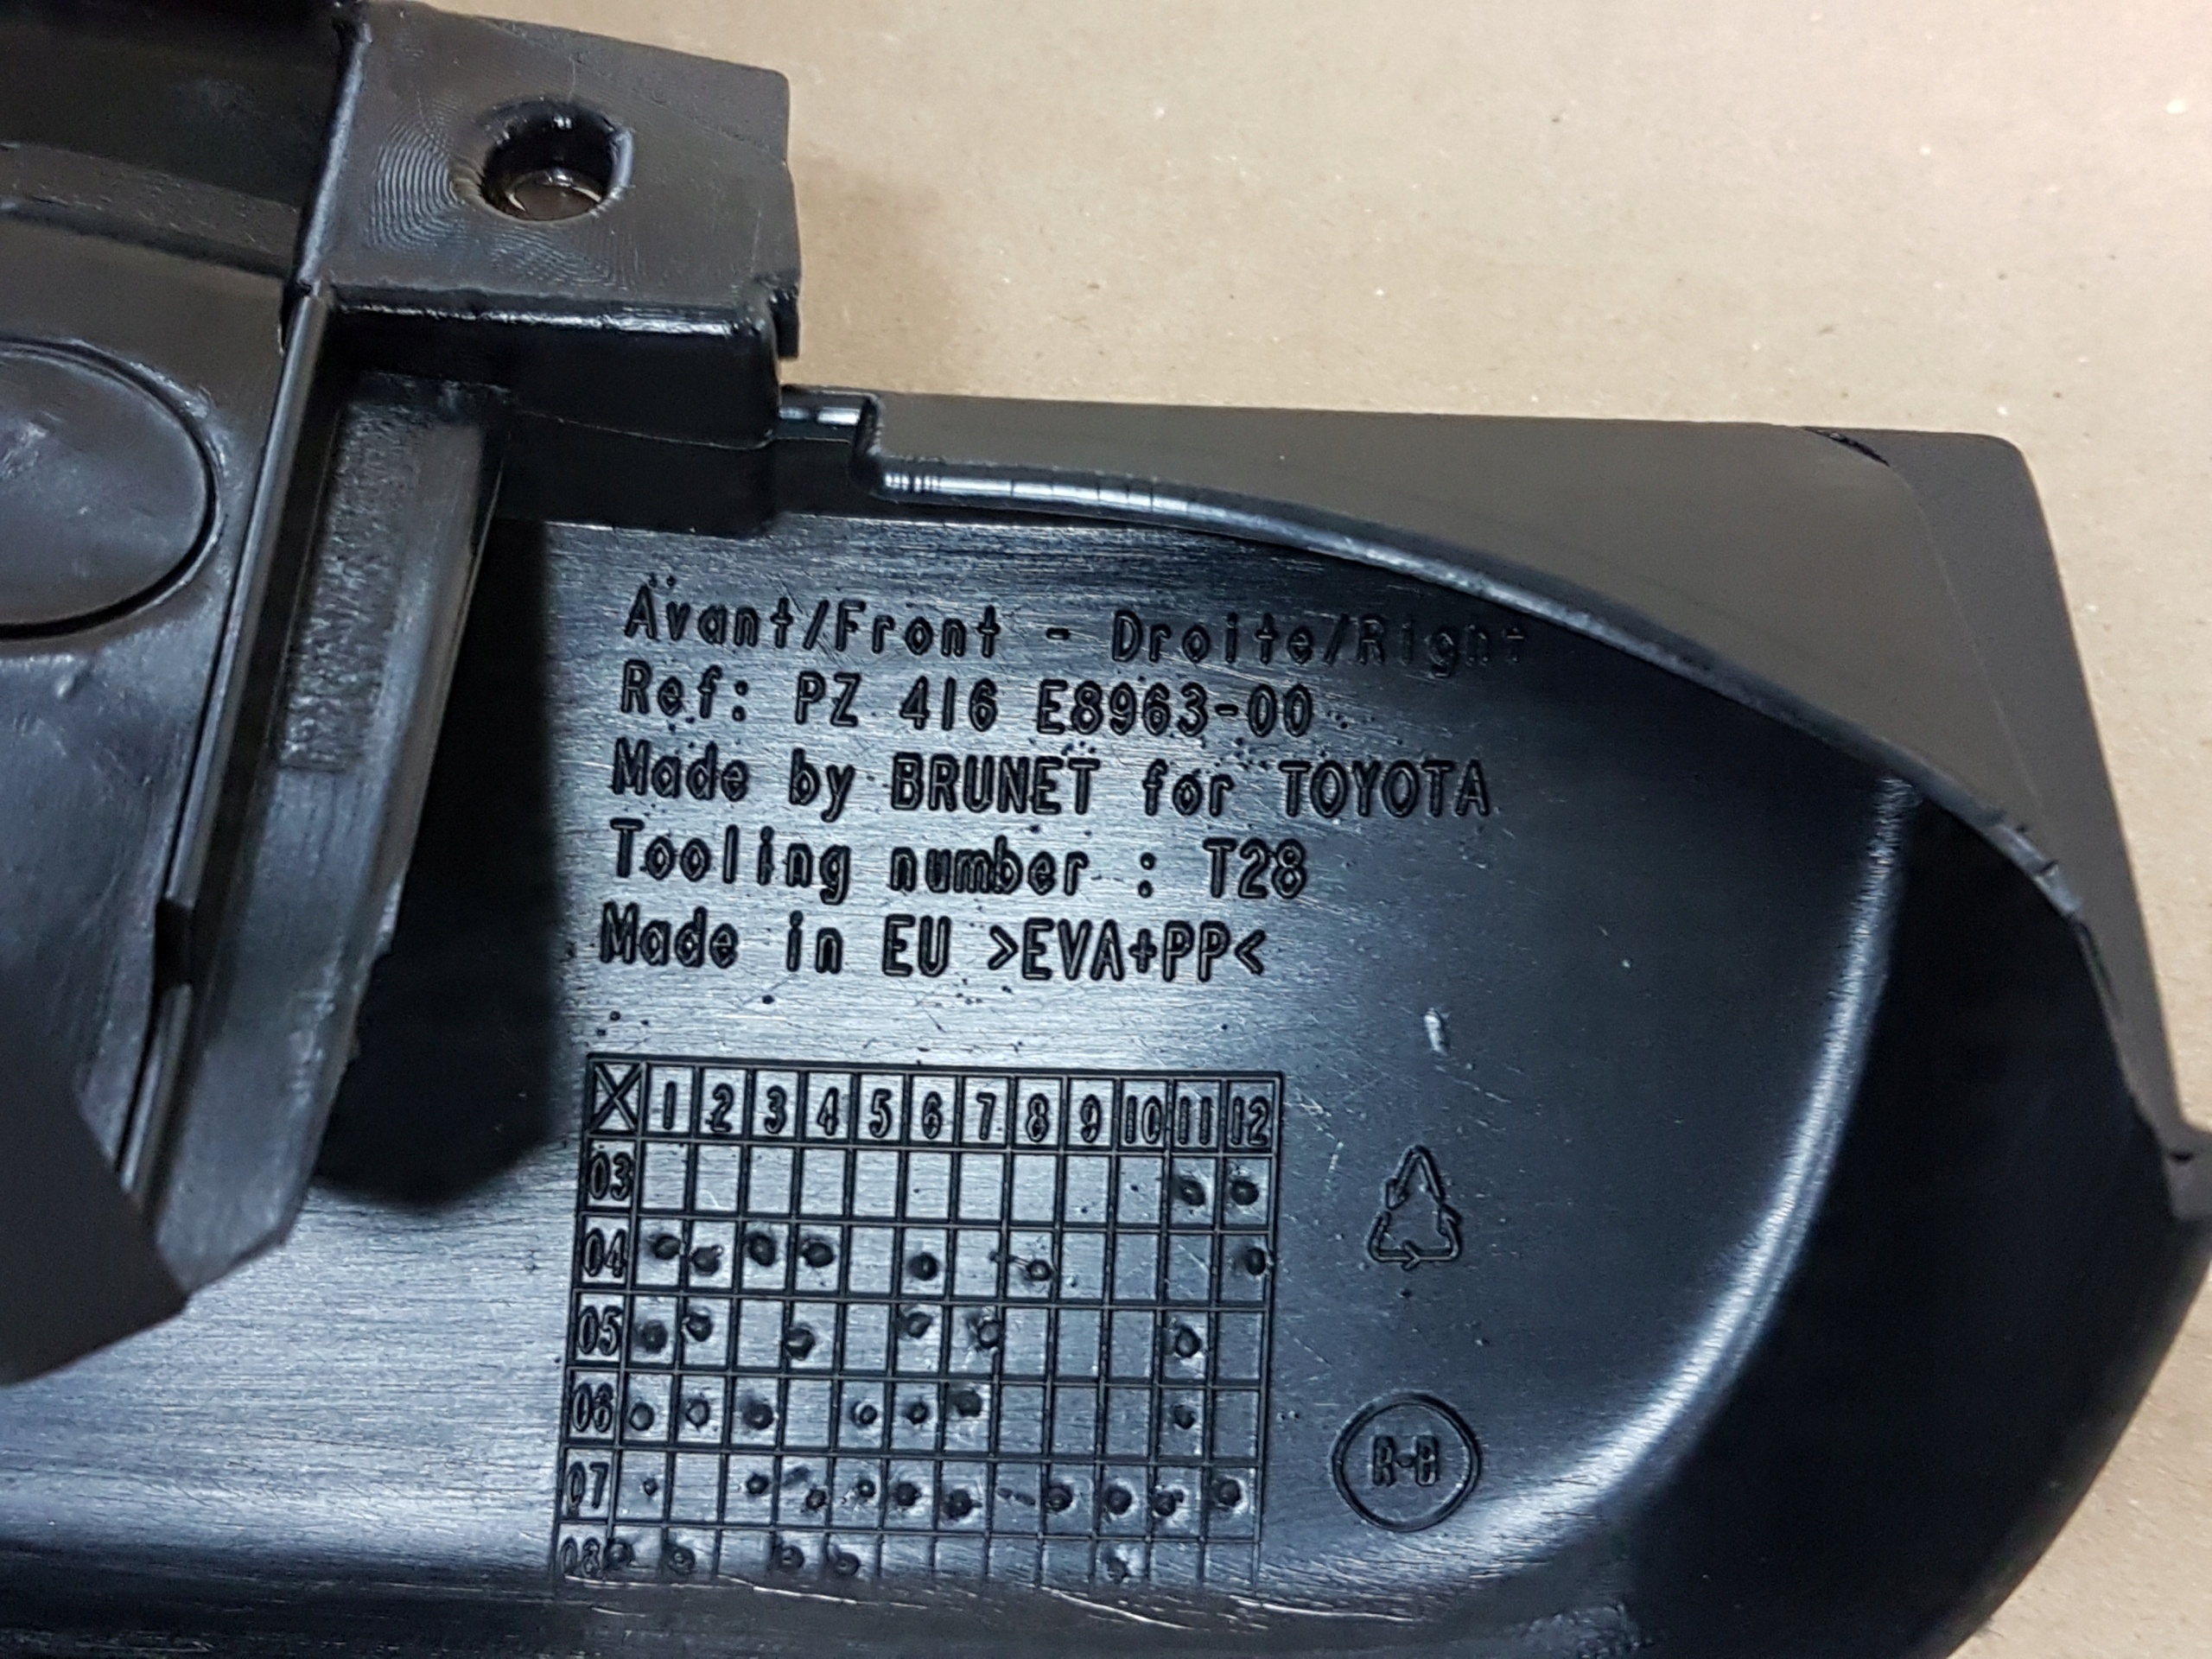 Avant/Front - Droite/Right
Ref: PZ 416 E8963-00
Made by BRUNET for TOYOTA
Tooling number : T28
Made in EU >EVA+PP<
1 2 3 4 5 6 7 8 9 10 11 12
03
04
05
06
07
08